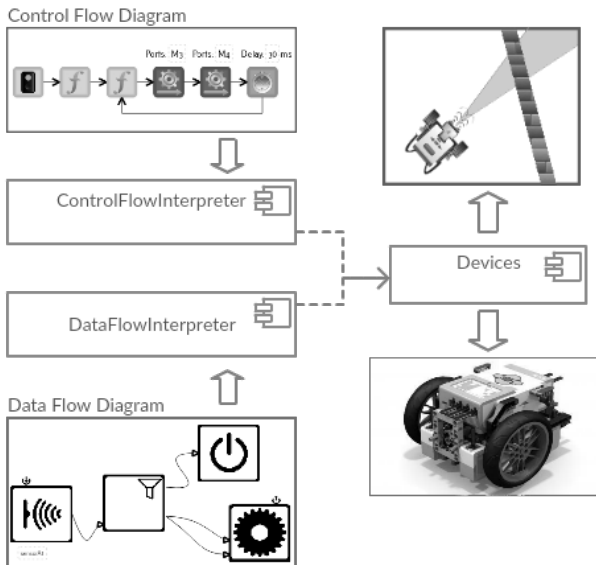 Control Flow Diagram
Ports: M3 Ports: M4 Delay: 30 ms
ControlFlowInterpreter
Devices
DataFlowInterpreter
Data Flow Diagram